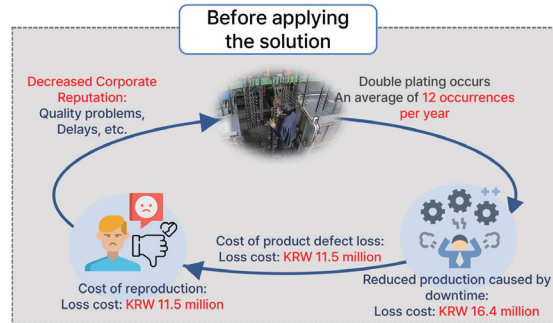 Before applying
the solution
Decreased Corporate
Reputation:
Quality problems,
Delays, etc.
Double plating occurs
An average of 12 occurrences
per year
Cost of product defect loss:
Loss cost: KRW 11.5 million
Cost of reproduction:
Loss cost: KRW 11.5 million
Reduced production caused by
downtime:
Loss cost: KRW 16.4 million